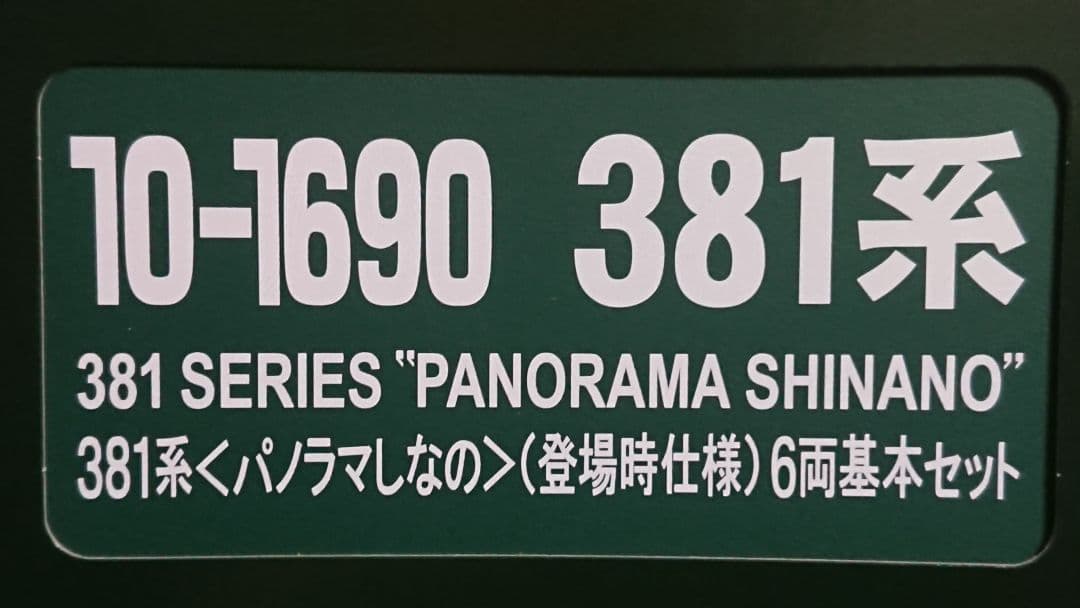 10-1690 381系
381 SERIES “PANORAMA SHINANO”
381系<パノラマしなの>(登場時仕様)6両基本セット